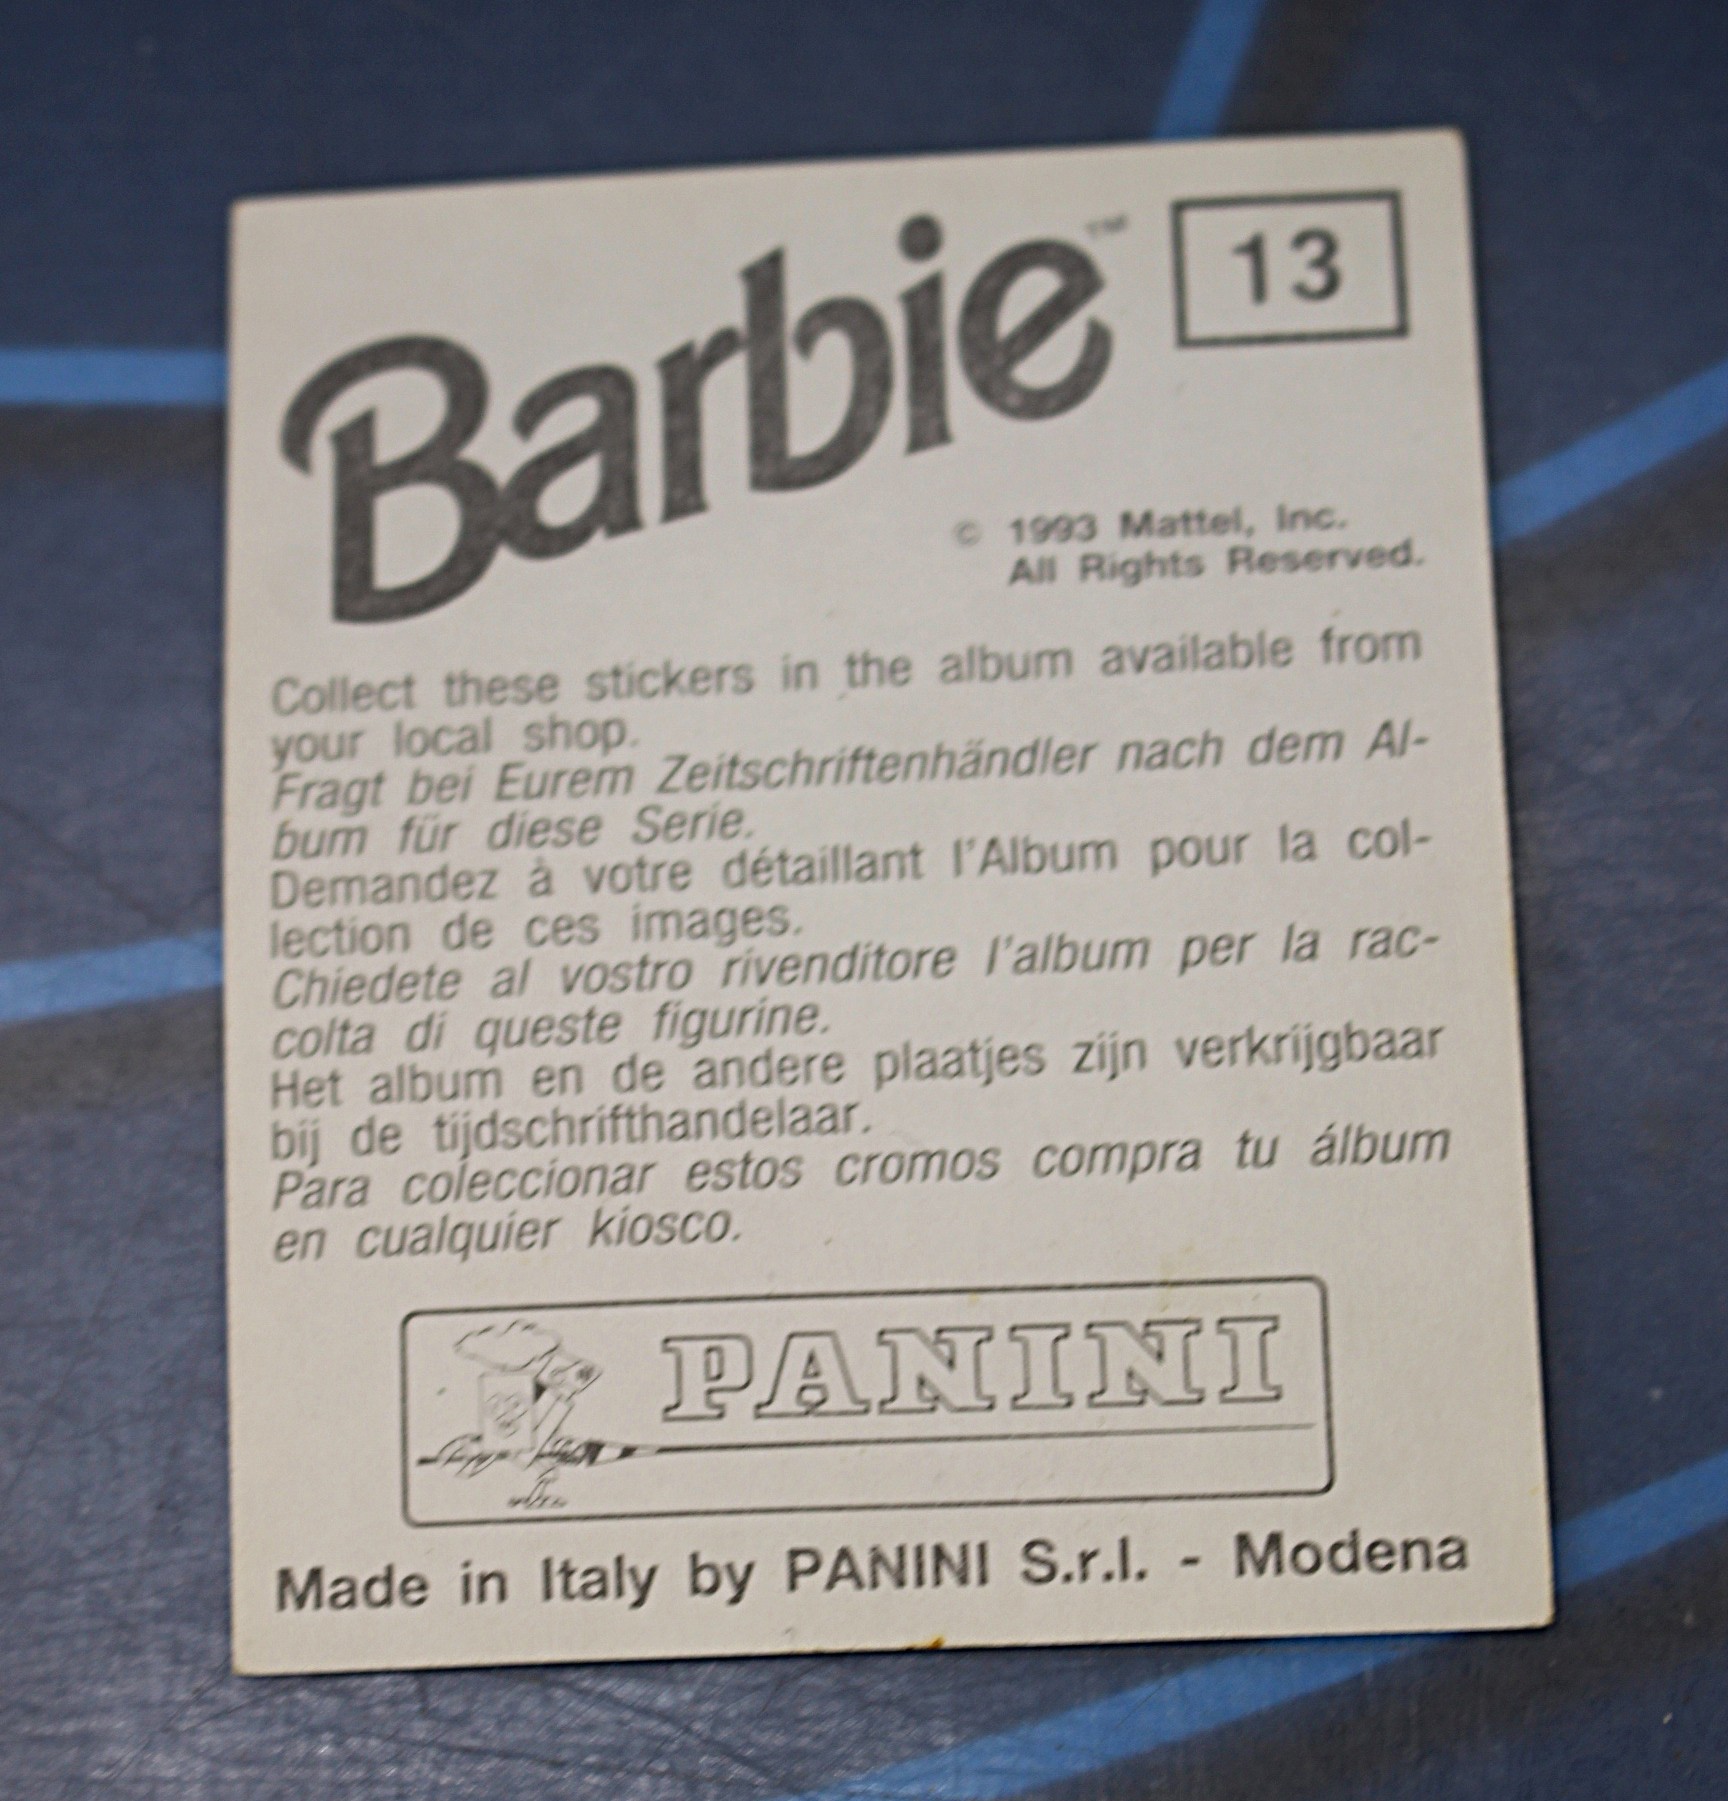 Barbie™
13
© 1993 Mattel, Inc.
All Rights Reserved.
Collect these stickers in the album available from
your local shop.
Fragt bei Eurem Zeitschriftenhändler nach dem Al-
bum für diese Serie.
Demandez à votre détaillant l'Album pour la col-
lection de ces images.
Chiedete al vostro rivenditore l'album per la rac-
colta di queste figurine.
Het album en de andere plaatjes zijn verkrijgbaar
bij de tijdschrifthandelaar.
Para coleccionar estos cromos compra tu álbum
en cualquier kiosco.
PANINI
Made in Italy by PANINI S.r.l. - Modena